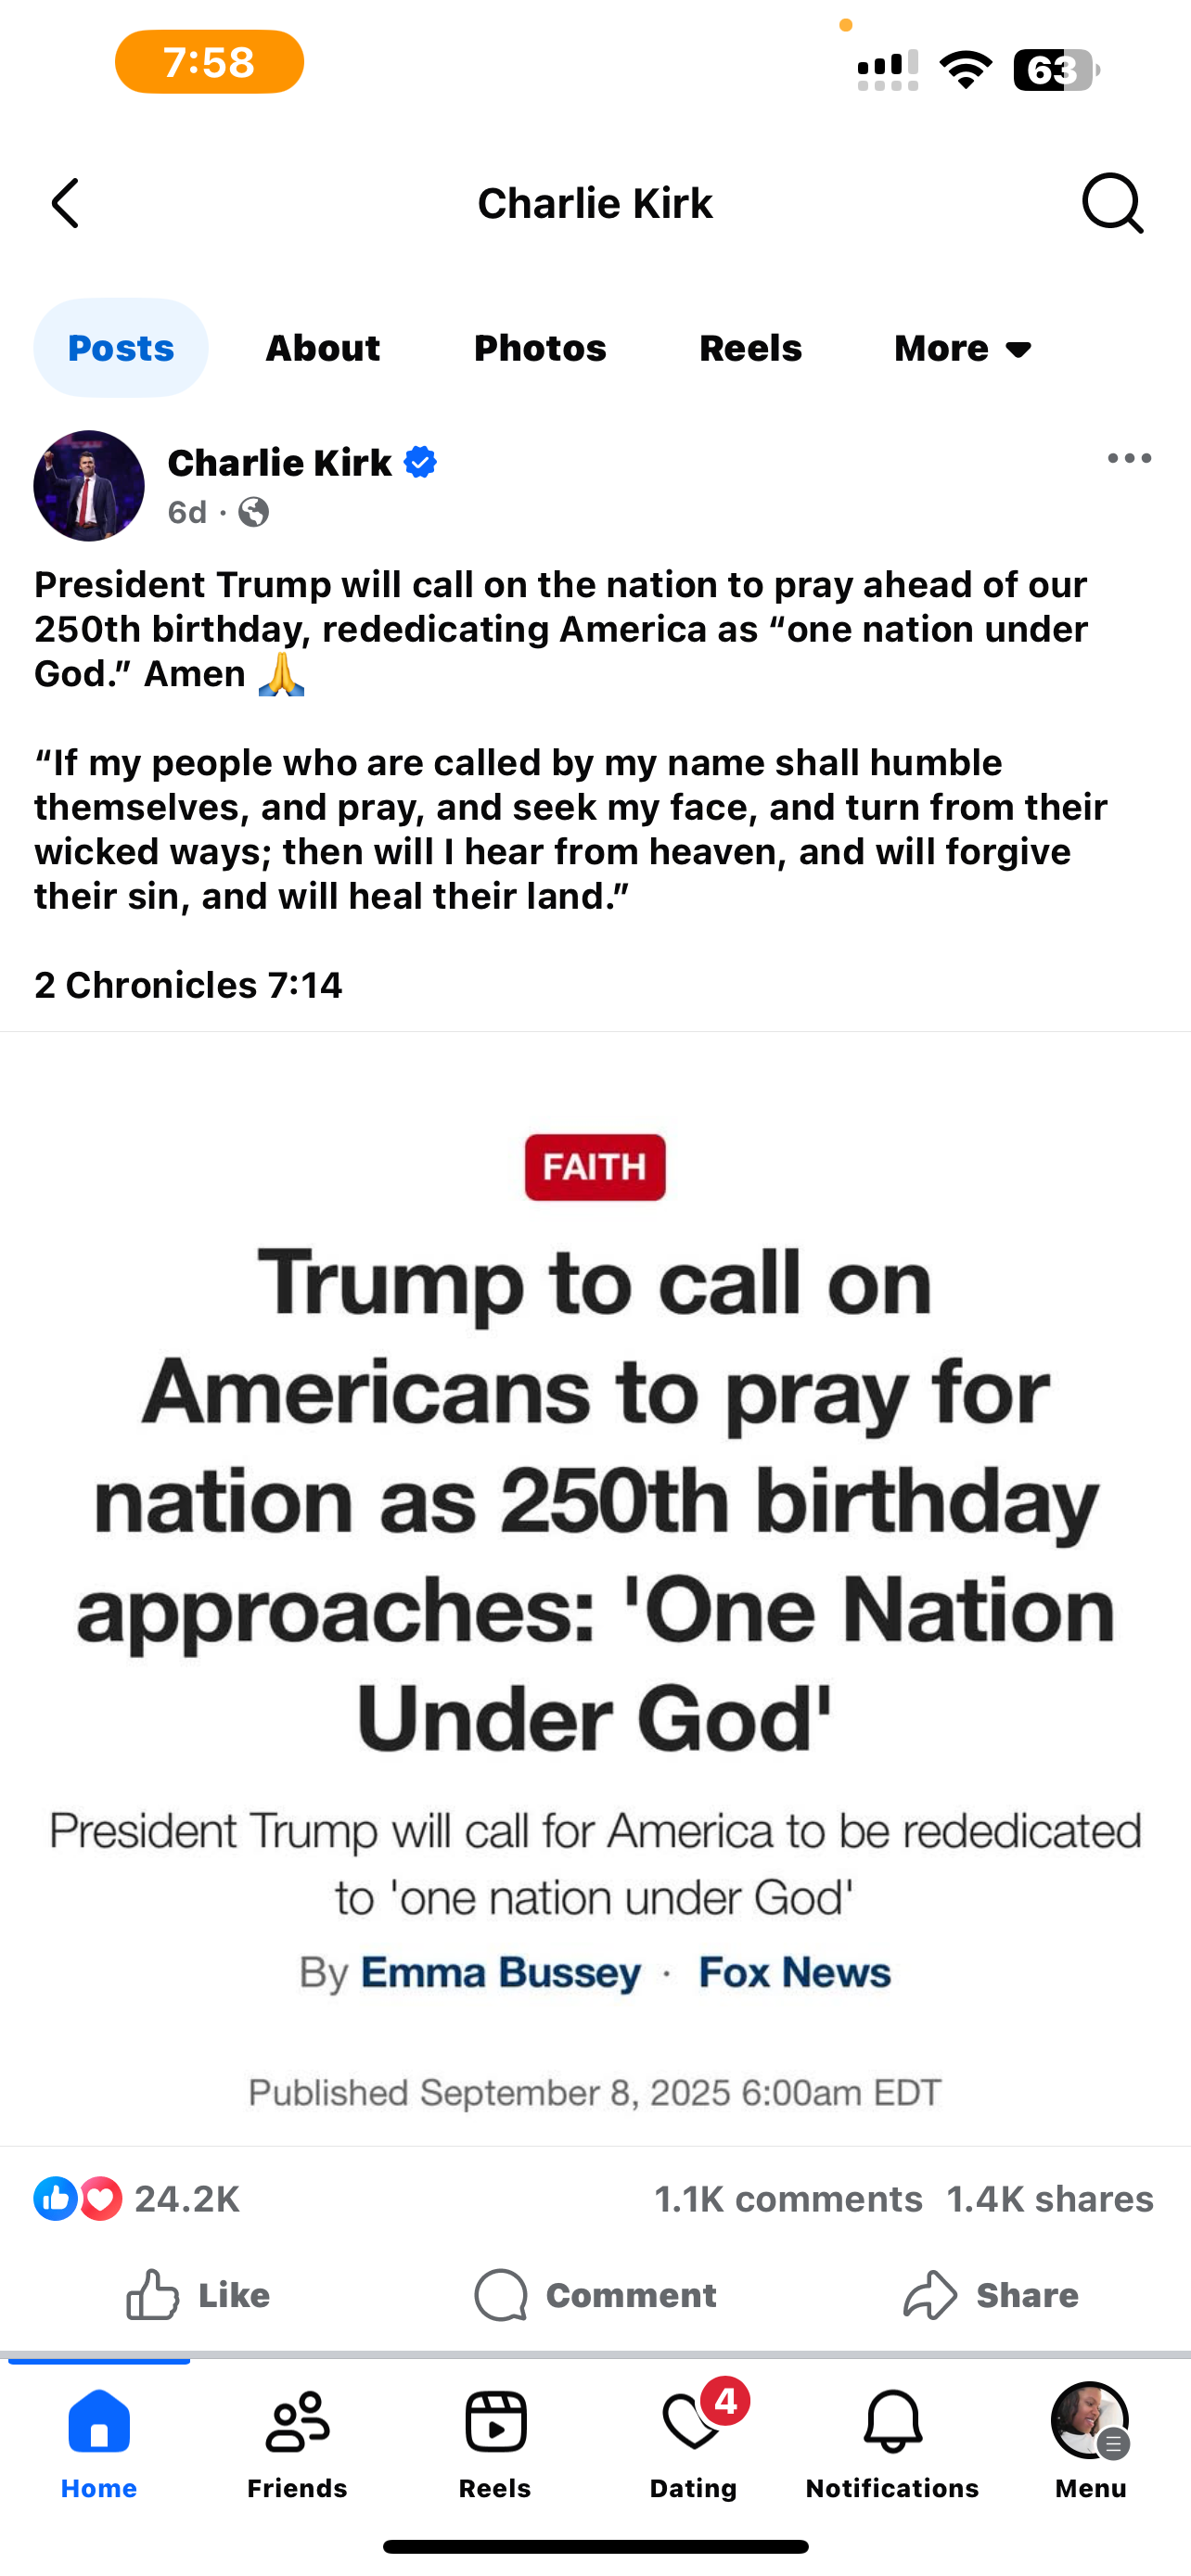 7:58
63
Charlie Kirk
Posts About Photos Reels More
Charlie Kirk
6d ·
President Trump will call on the nation to pray ahead of our
250th birthday, rededicating America as “one nation under
God.” Amen 🙏
“If my people who are called by my name shall humble
themselves, and pray, and seek my face, and turn from their
wicked ways; then will I hear from heaven, and will forgive
their sin, and will heal their land.”
2 Chronicles 7:14
FAITH
Trump to call on
Americans to pray for
nation as 250th birthday
approaches: 'One Nation
Under God'
President Trump will call for America to be rededicated
to 'one nation under God'
By Emma Bussey · Fox News
Published September 8, 2025 6:00am EDT
24.2K 1.1K comments 1.4K shares
Like Comment Share
4
Home Friends Reels Dating Notifications Menu